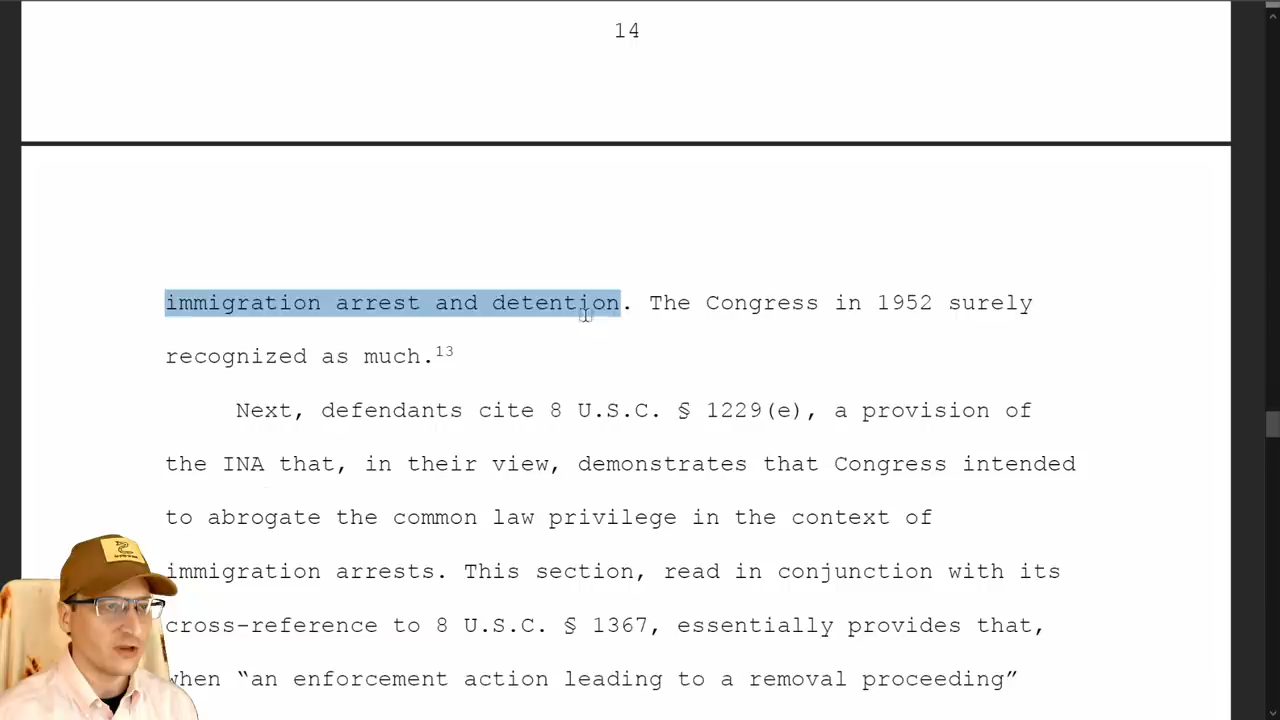 14
immigration arrest and detention. The Congress in 1952 surely
recognized as much.13
Next, defendants cite 8 U.S.C. § 1229(e), a provision of
the INA that, in their view, demonstrates that Congress intended
to abrogate the common law privilege in the context of
immigration arrests. This section, read in conjunction with its
cross-reference to 8 U.S.C. § 1367, essentially provides that,
when “an enforcement action leading to a removal proceeding”